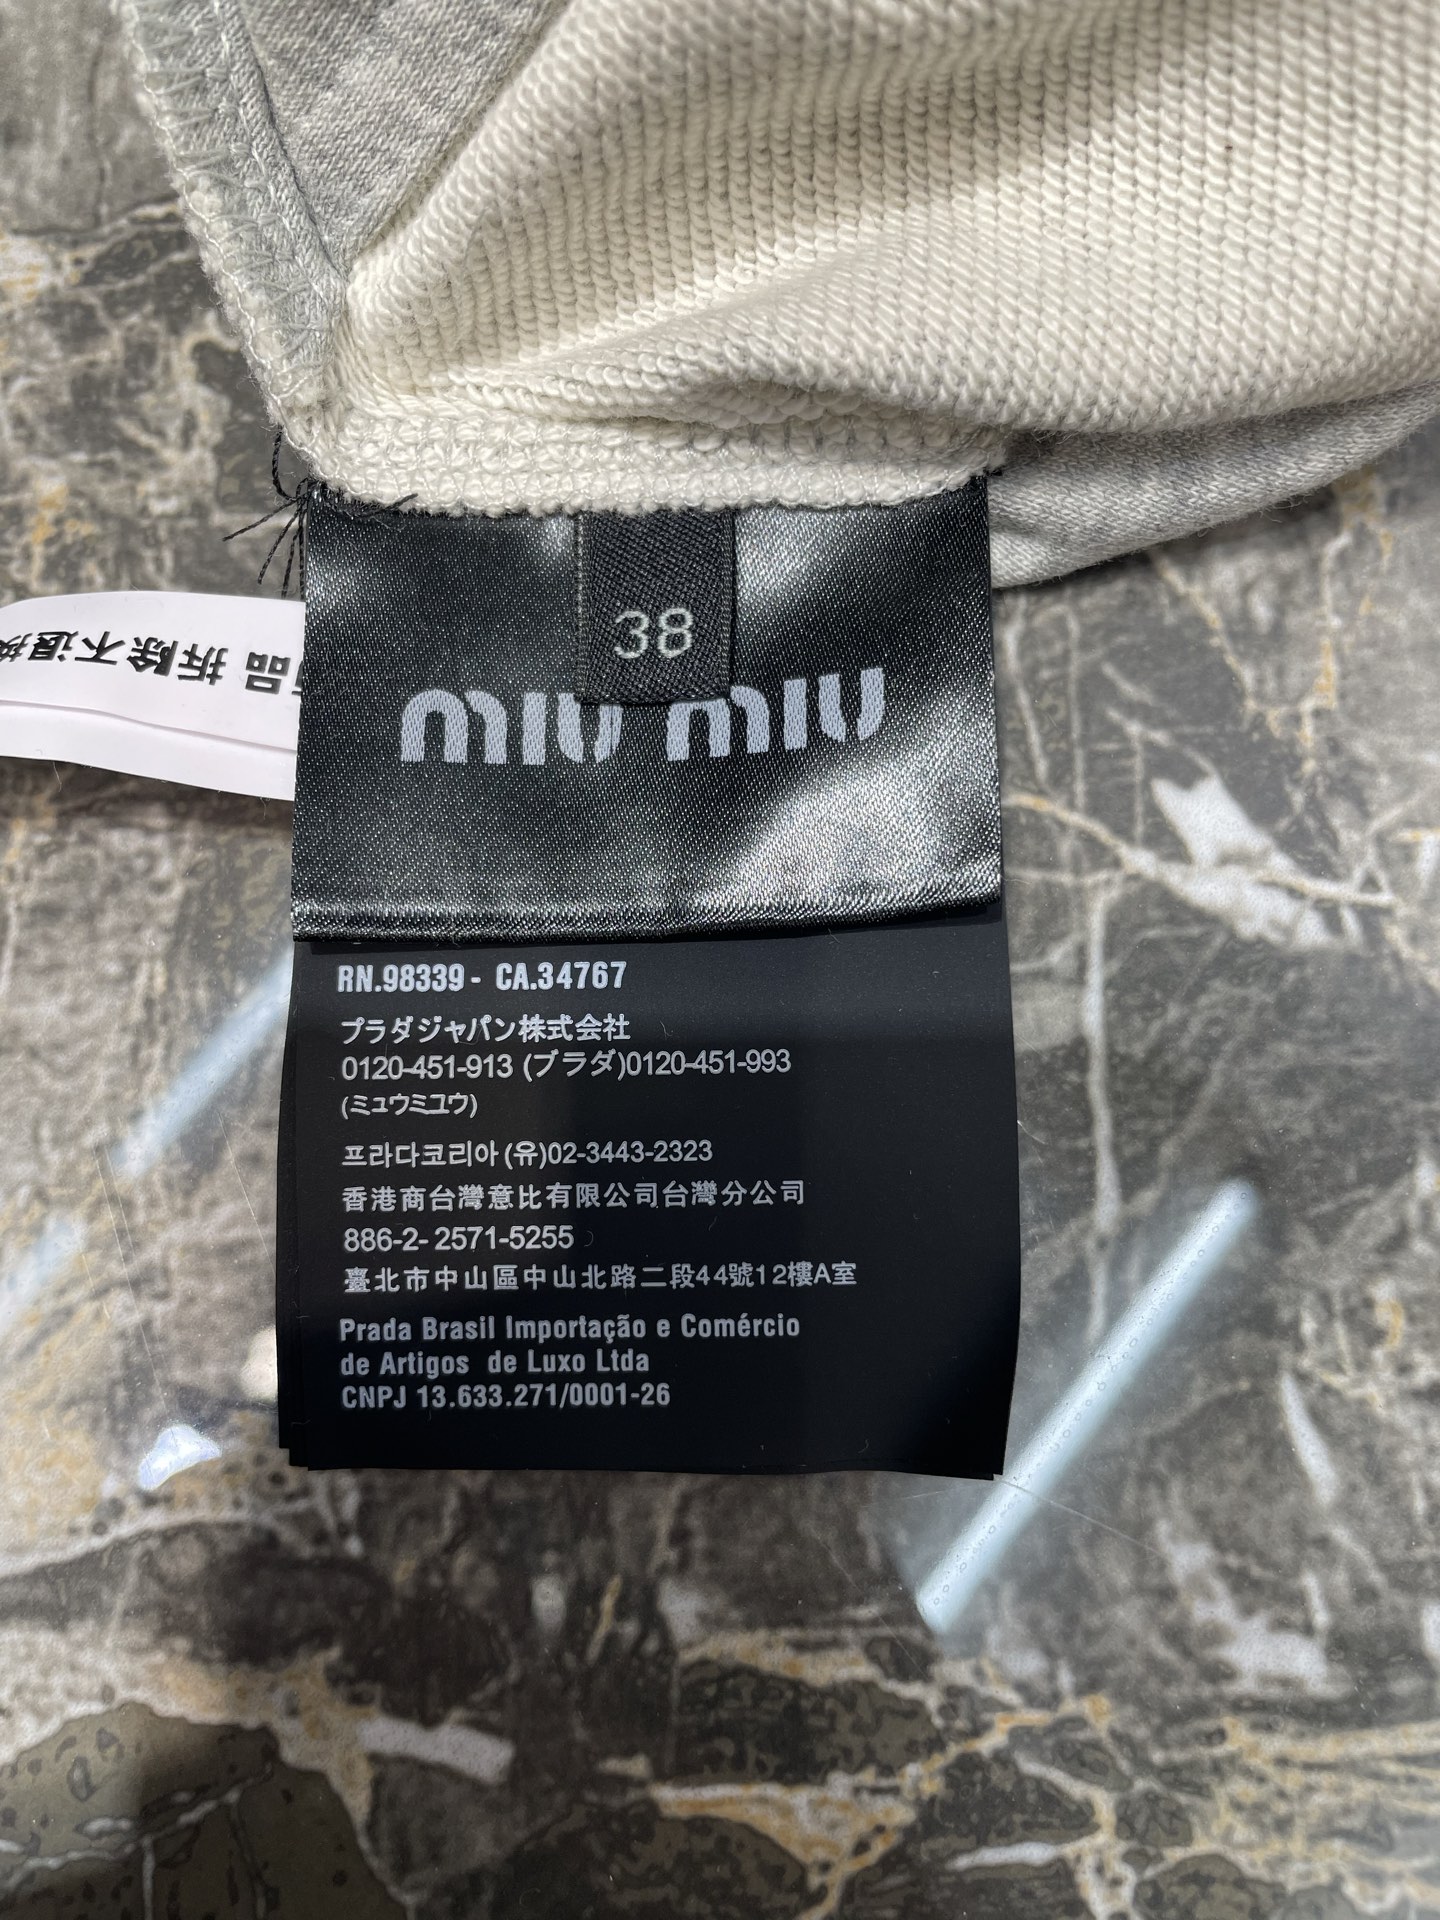 品 拆除不退换
38
miu miu
RN.98339 - CA.34767
プラダジャパン株式会社
0120-451-913 (プラダ)0120-451-993
(ミュウミユウ)
프라다코리아(유)02-3443-2323
香港商台灣意比有限公司台灣分公司
886-2- 2571-5255
臺北市中山區中山北路二段44號12樓A室
Prada Brasil Importação e Comércio
de Artigos de Luxo Ltda
CNPJ 13.633.271/0001-26